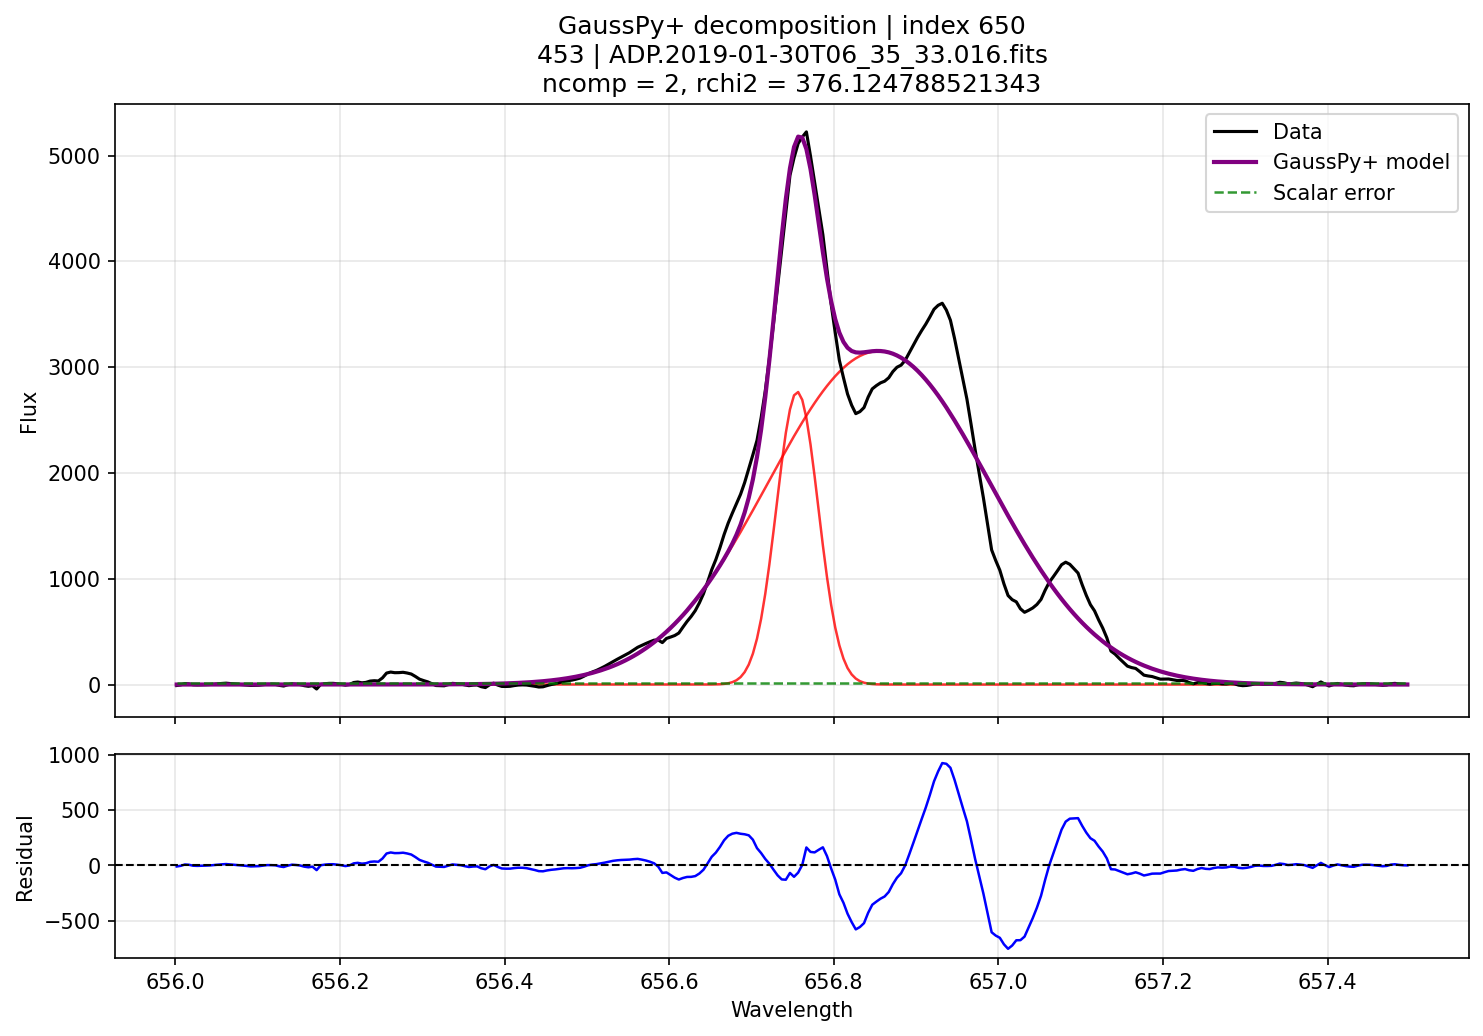 GaussPy+ decomposition | index 650
453 | ADP.2019-01-30T06_35_33.016.fits
ncomp = 2, rchi2 = 376.124788521343
Data
GaussPy+ model
Scalar error
Flux
5000
4000
3000
2000
1000
0
Residual
1000
500
0
−500
656.0 656.2 656.4 656.6 656.8 657.0 657.2 657.4
Wavelength